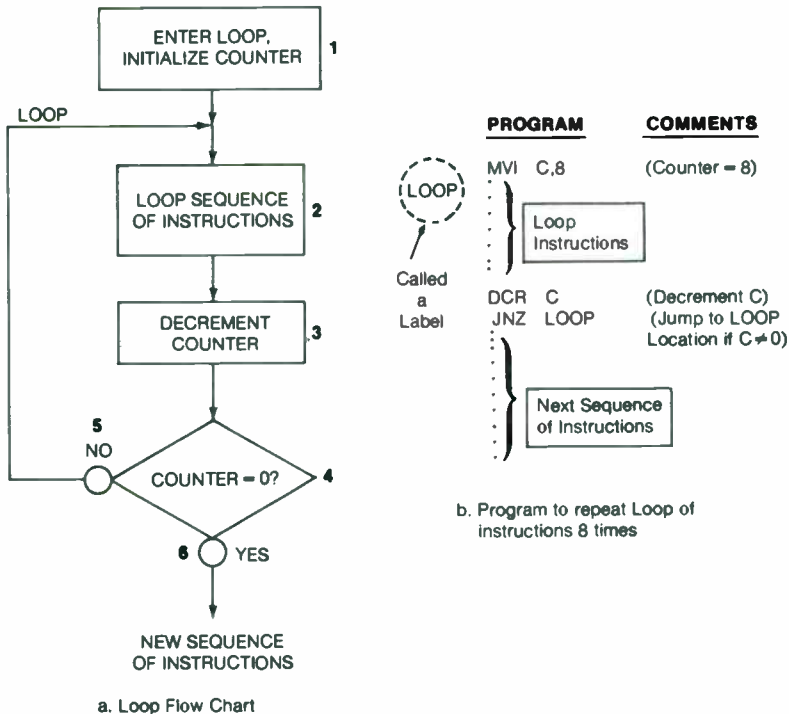 ENTER LOOP,
INITIALIZE COUNTER
1
LOOP
LOOP SEQUENCE
OF INSTRUCTIONS
2
DECREMENT
COUNTER
3
5
NO
COUNTER = 0?
4
6
YES
NEW SEQUENCE
OF INSTRUCTIONS
a. Loop Flow Chart
PROGRAM COMMENTS
LOOP
MVI C,8 (Counter = 8)
Loop
Instructions
Called
a
Label
DCR C (Decrement C)
JNZ LOOP (Jump to LOOP
Location if C≠0)
Next Sequence
of Instructions
b. Program to repeat Loop of
instructions 8 times